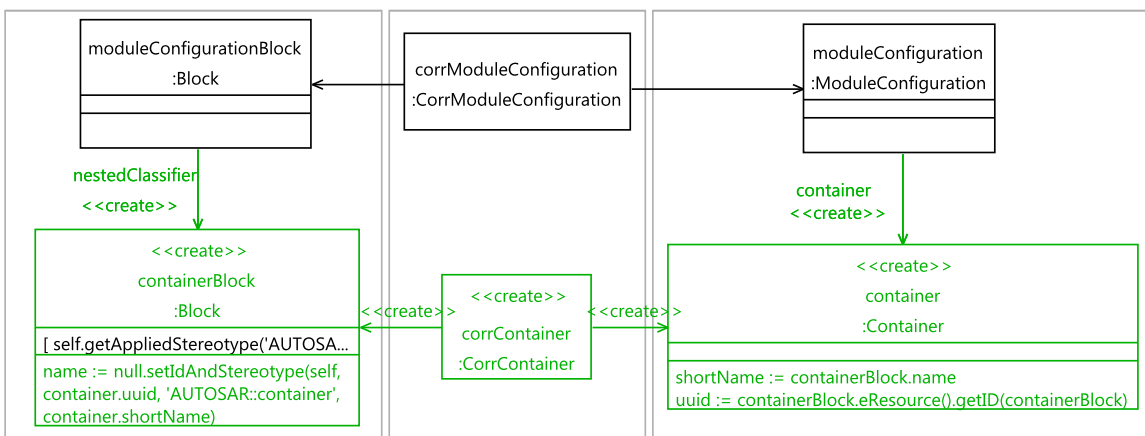 moduleConfigurationBlock
:Block
nestedClassifier
<<create>>
<<create>>
containerBlock
:Block
[ self.getAppliedStereotype('AUTOSA...
name := null.setIdAndStereotype(self,
container.uuid, 'AUTOSAR::container',
container.shortName)
corrModuleConfiguration
:CorrModuleConfiguration
<<create>>
<<create>>
corrContainer
:CorrContainer
<<create>>
moduleConfiguration
:ModuleConfiguration
container
<<create>>
<<create>>
container
:Container
shortName := containerBlock.name
uuid := containerBlock.eResource().getID(containerBlock)